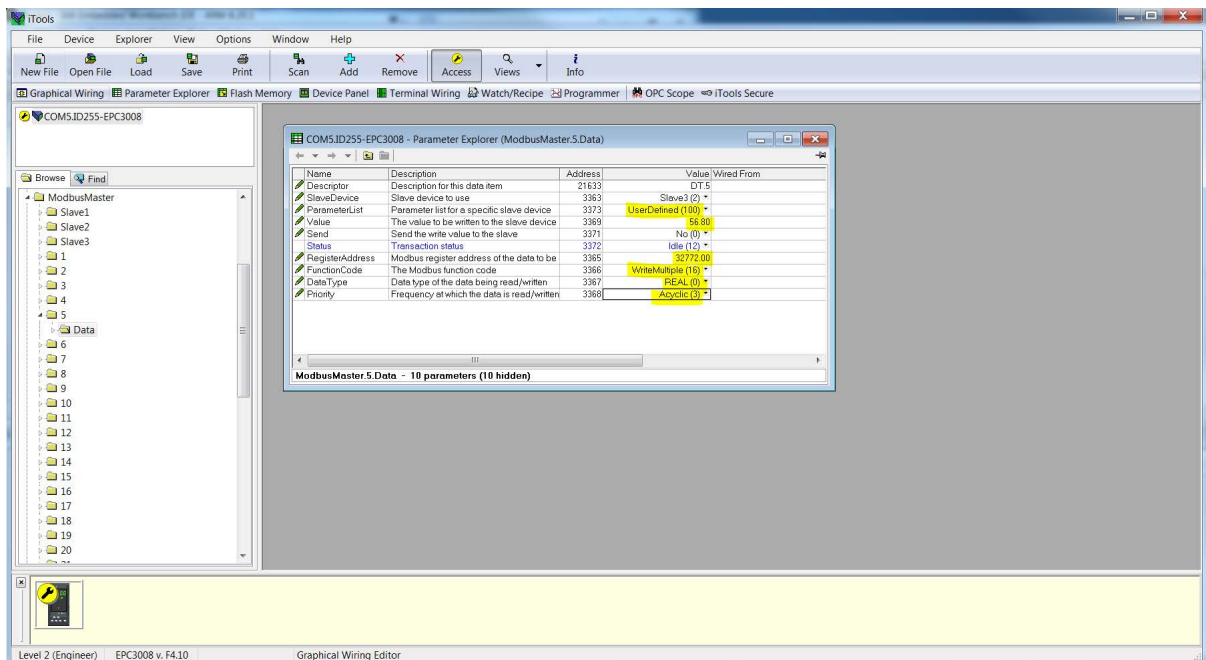 iTools
File Device Explorer View Options Window Help
New File Open File Load Save Print Scan Add Remove Access Views Info
Graphical Wiring Parameter Explorer Flash Memory Device Panel Terminal Wiring Watch/Recipe Programmer OPC Scope iTools Secure
COM5.ID255-EPC3008
COM5.ID255-EPC3008 - Parameter Explorer (ModbusMaster.5.Data)
Browse Find
ModbusMaster
Slave1
Slave2
Slave3
1
2
3
4
5
Data
6
7
8
9
10
11
12
13
14
15
16
17
18
19
20
Name Description Address Value Wired From
Descriptor Description for this data item 21633 DT.5
SlaveDevice Slave device to use 3363 Slave3 (2)
ParameterList Parameter list for a specific slave device 3373 UserDefined (100)
Value The value to be written to the slave device 3369 56.80
Send Send the write value to the slave 3371 No (0)
Status Transaction status 3372 Idle (12)
RegisterAddress Modbus register address of the data to be 3365 32772.00
FunctionCode The Modbus function code 3366 WriteMultiple (16)
DataType Data type of the data being read/written 3367 REAL (0)
Priority Frequency at which the data is read/written 3368 Acyclic (3)
ModbusMaster.5.Data - 10 parameters (10 hidden)
Level 2 (Engineer) EPC3008 v. F4.10 Graphical Wiring Editor